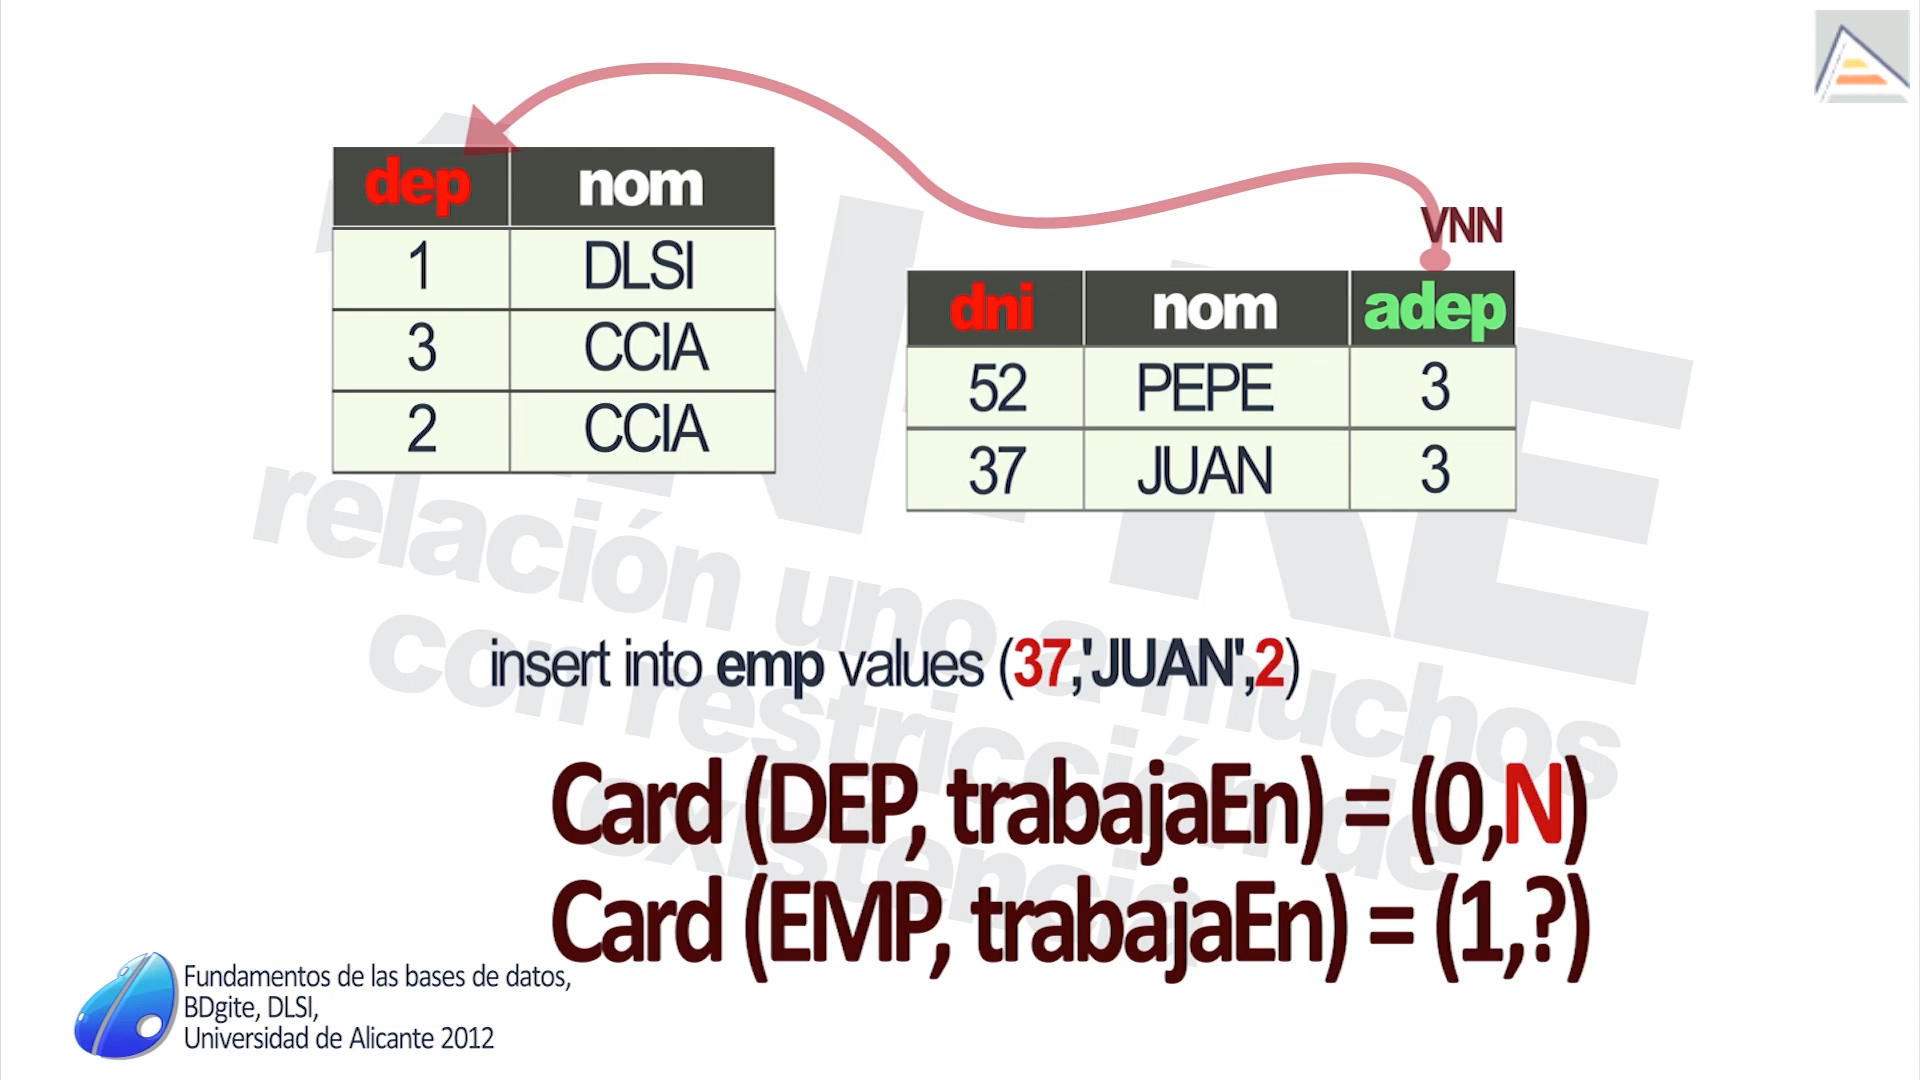 dep nom
1 DLSI
3 CCIA
2 CCIA
VNN
dni nom adep
52 PEPE 3
37 JUAN 3
relación uno a muchos
con restricción de
existencia
insert into emp values (37,'JUAN',2)
Card (DEP, trabajaEn) = (0,N)
Card (EMP, trabajaEn) = (1,?)
Fundamentos de las bases de datos,
BDgite, DLSI,
Universidad de Alicante 2012